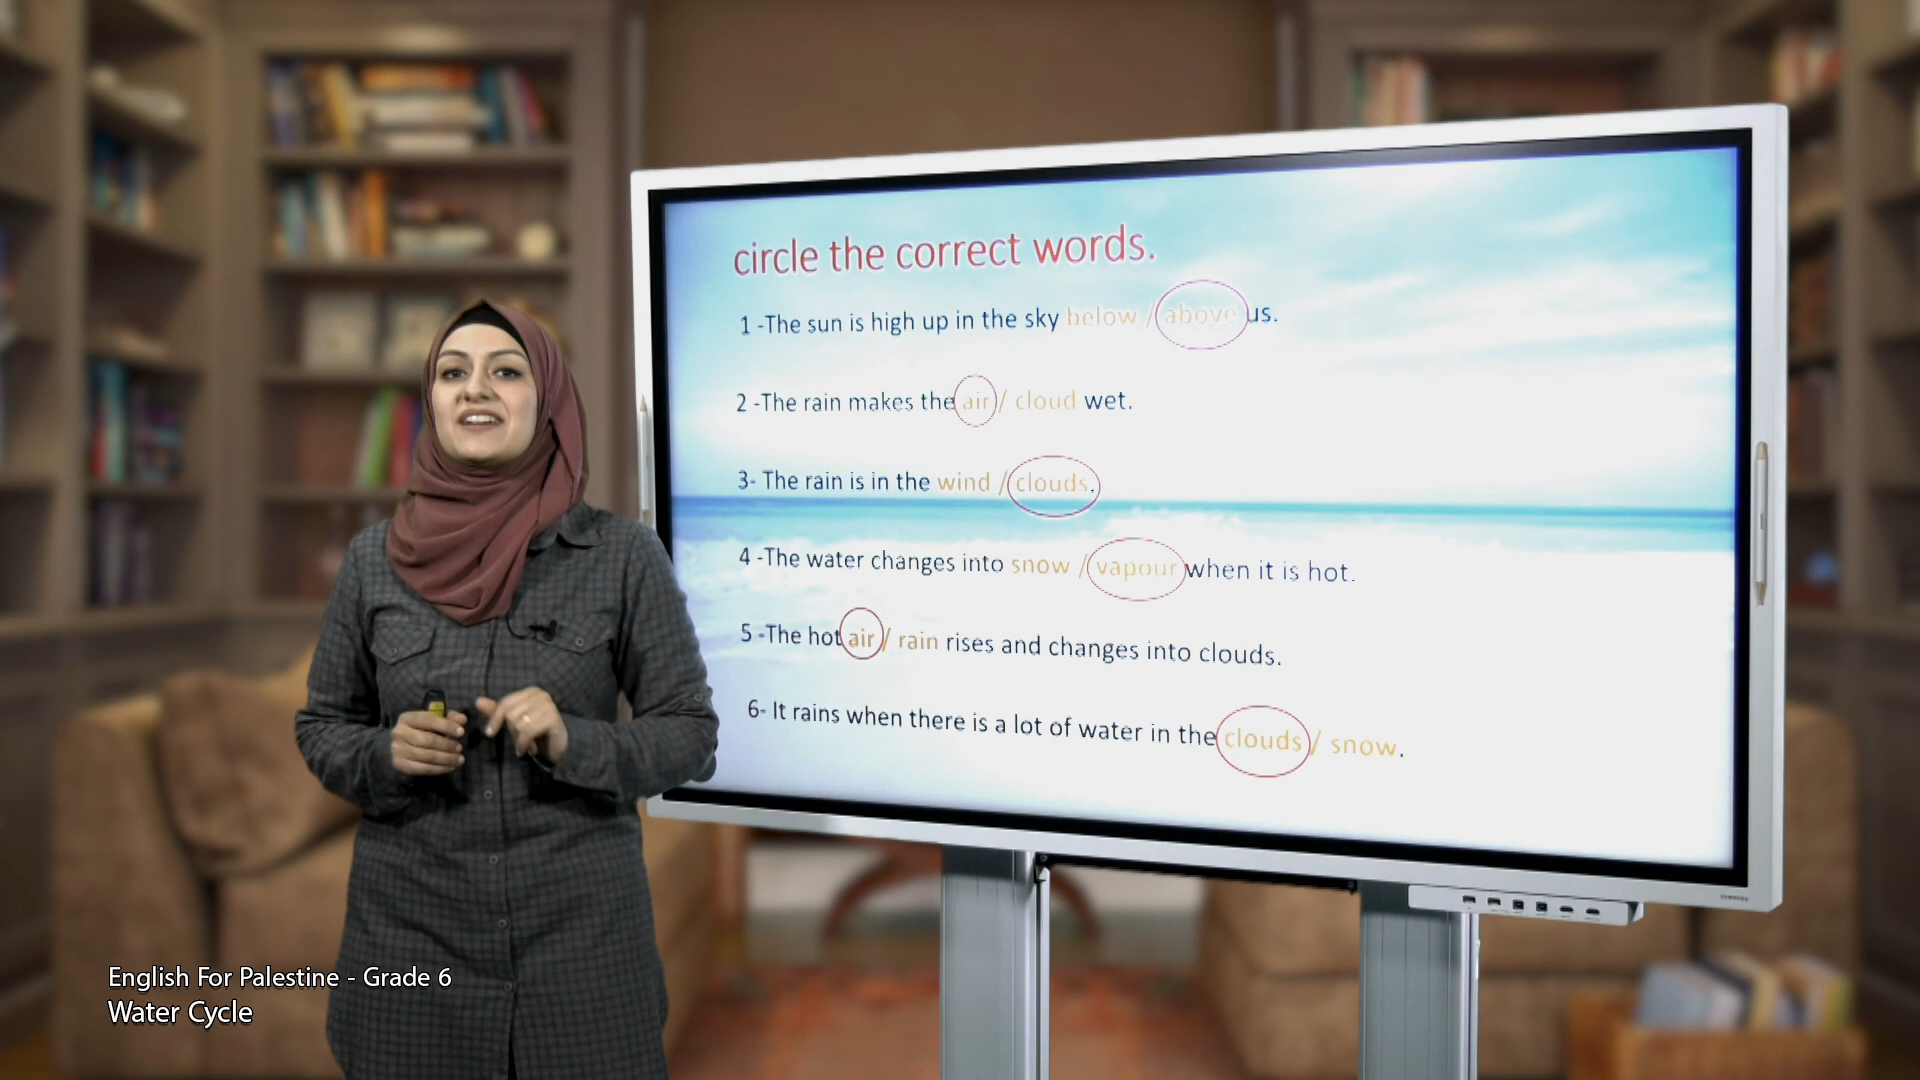 circle the correct words.
1 -The sun is high up in the sky below / above us.
2 -The rain makes the air / cloud wet.
3- The rain is in the wind / clouds.
4 -The water changes into snow / vapour when it is hot.
5 -The hot air / rain rises and changes into clouds.
6- It rains when there is a lot of water in the clouds / snow.
SAMSUNG
English For Palestine - Grade 6
Water Cycle